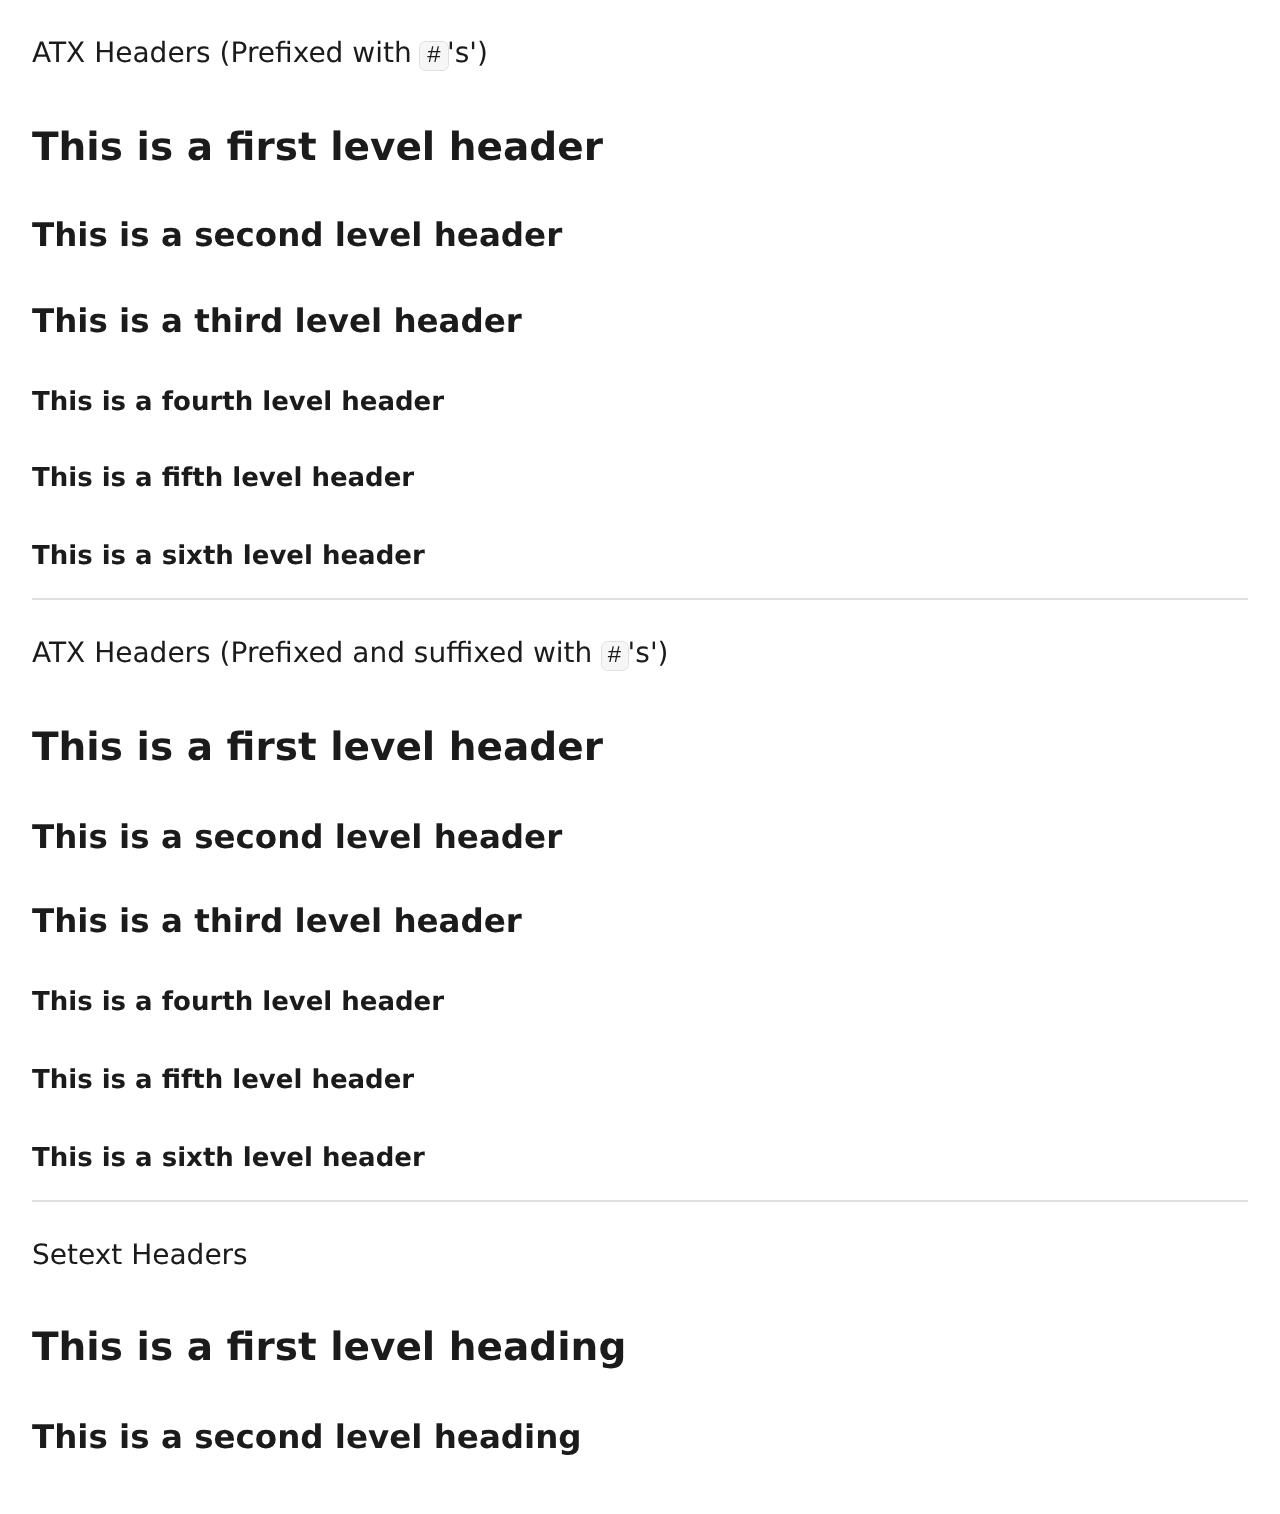 ATX Headers (Prefixed with #'s')
This is a first level header
This is a second level header
This is a third level header
This is a fourth level header
This is a fifth level header
This is a sixth level header
ATX Headers (Prefixed and suffixed with #'s')
This is a first level header
This is a second level header
This is a third level header
This is a fourth level header
This is a fifth level header
This is a sixth level header
Setext Headers
This is a first level heading
This is a second level heading